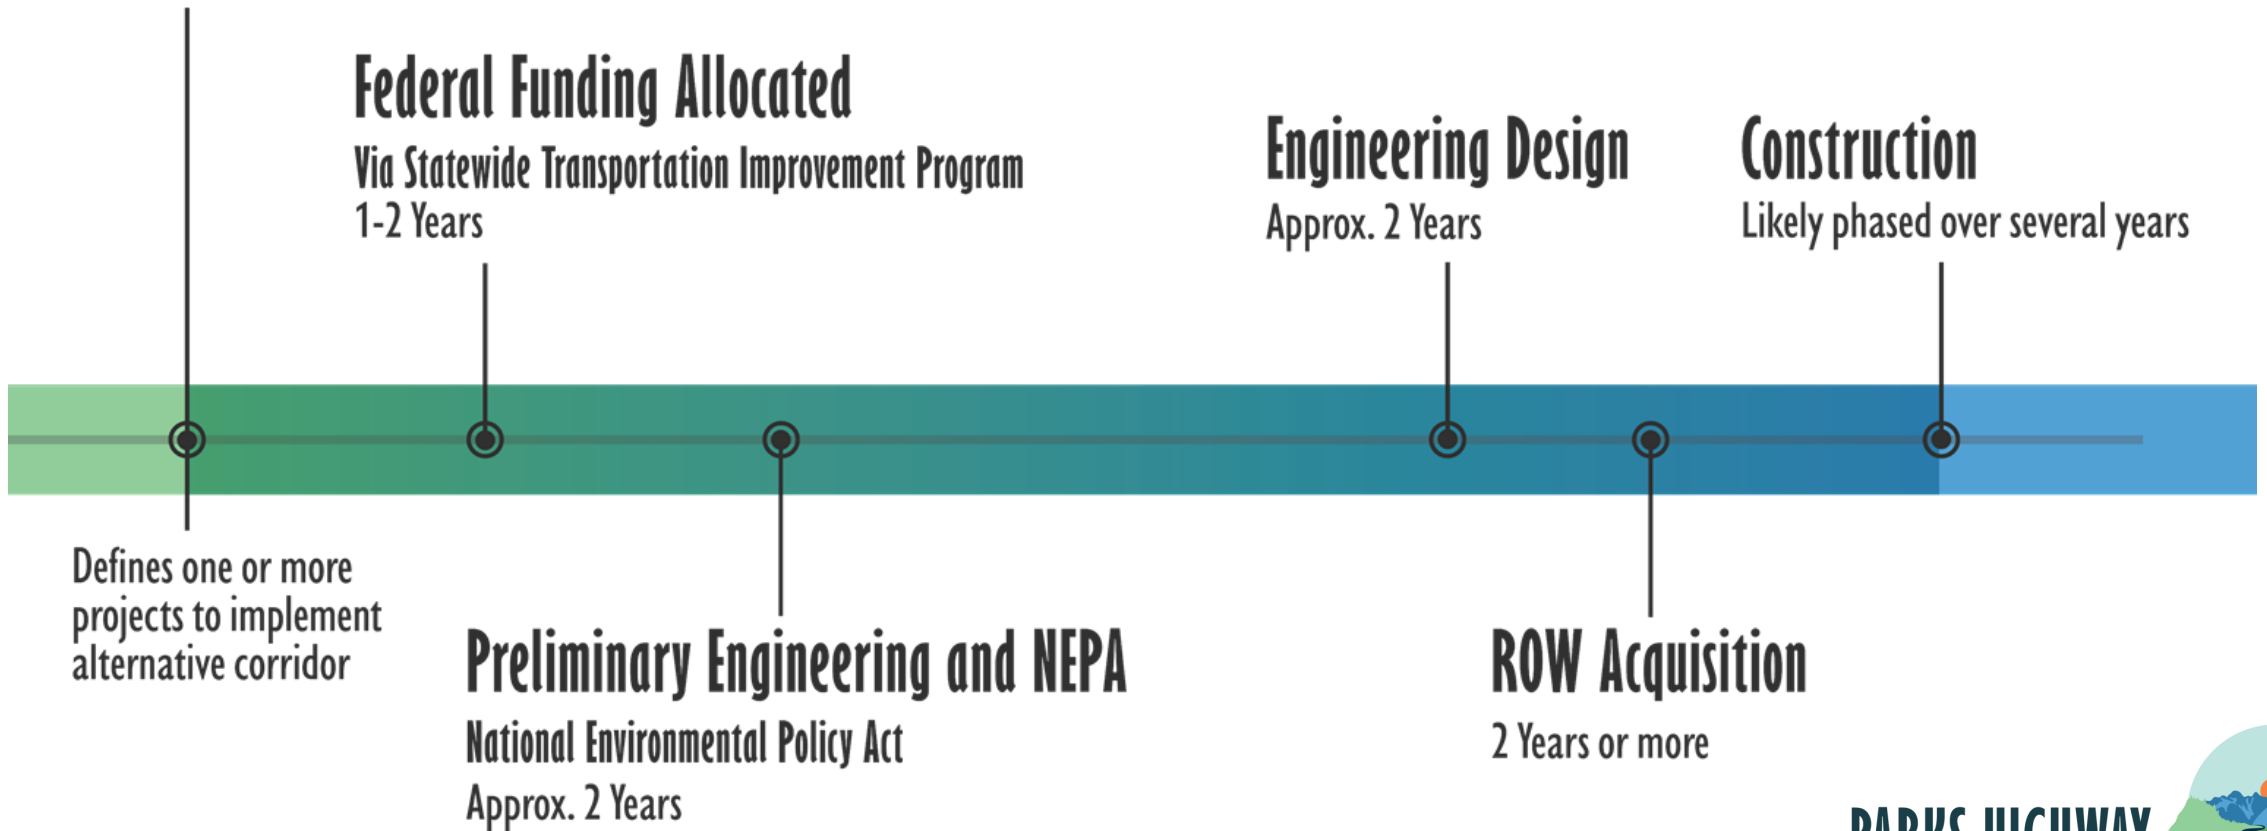 Federal Funding Allocated
Via Statewide Transportation Improvement Program
1-2 Years
Engineering Design
Approx. 2 Years
Construction
Likely phased over several years
Defines one or more
projects to implement
alternative corridor
Preliminary Engineering and NEPA
National Environmental Policy Act
Approx. 2 Years
ROW Acquisition
2 Years or more
PARKS HIGHWAY